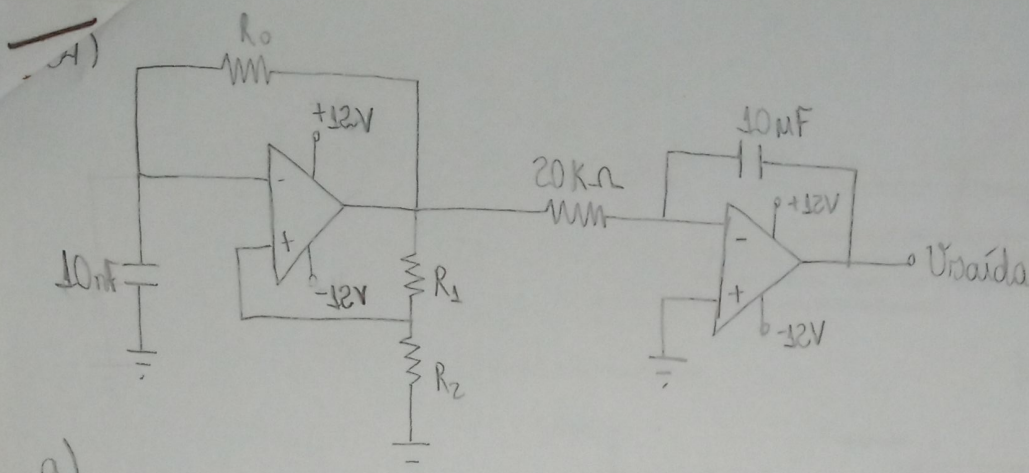 A)
R₀
+12V
10nF
-12V
R₁
R₂
20KΩ
10µF
+12V
-12V
Vsaída
a)